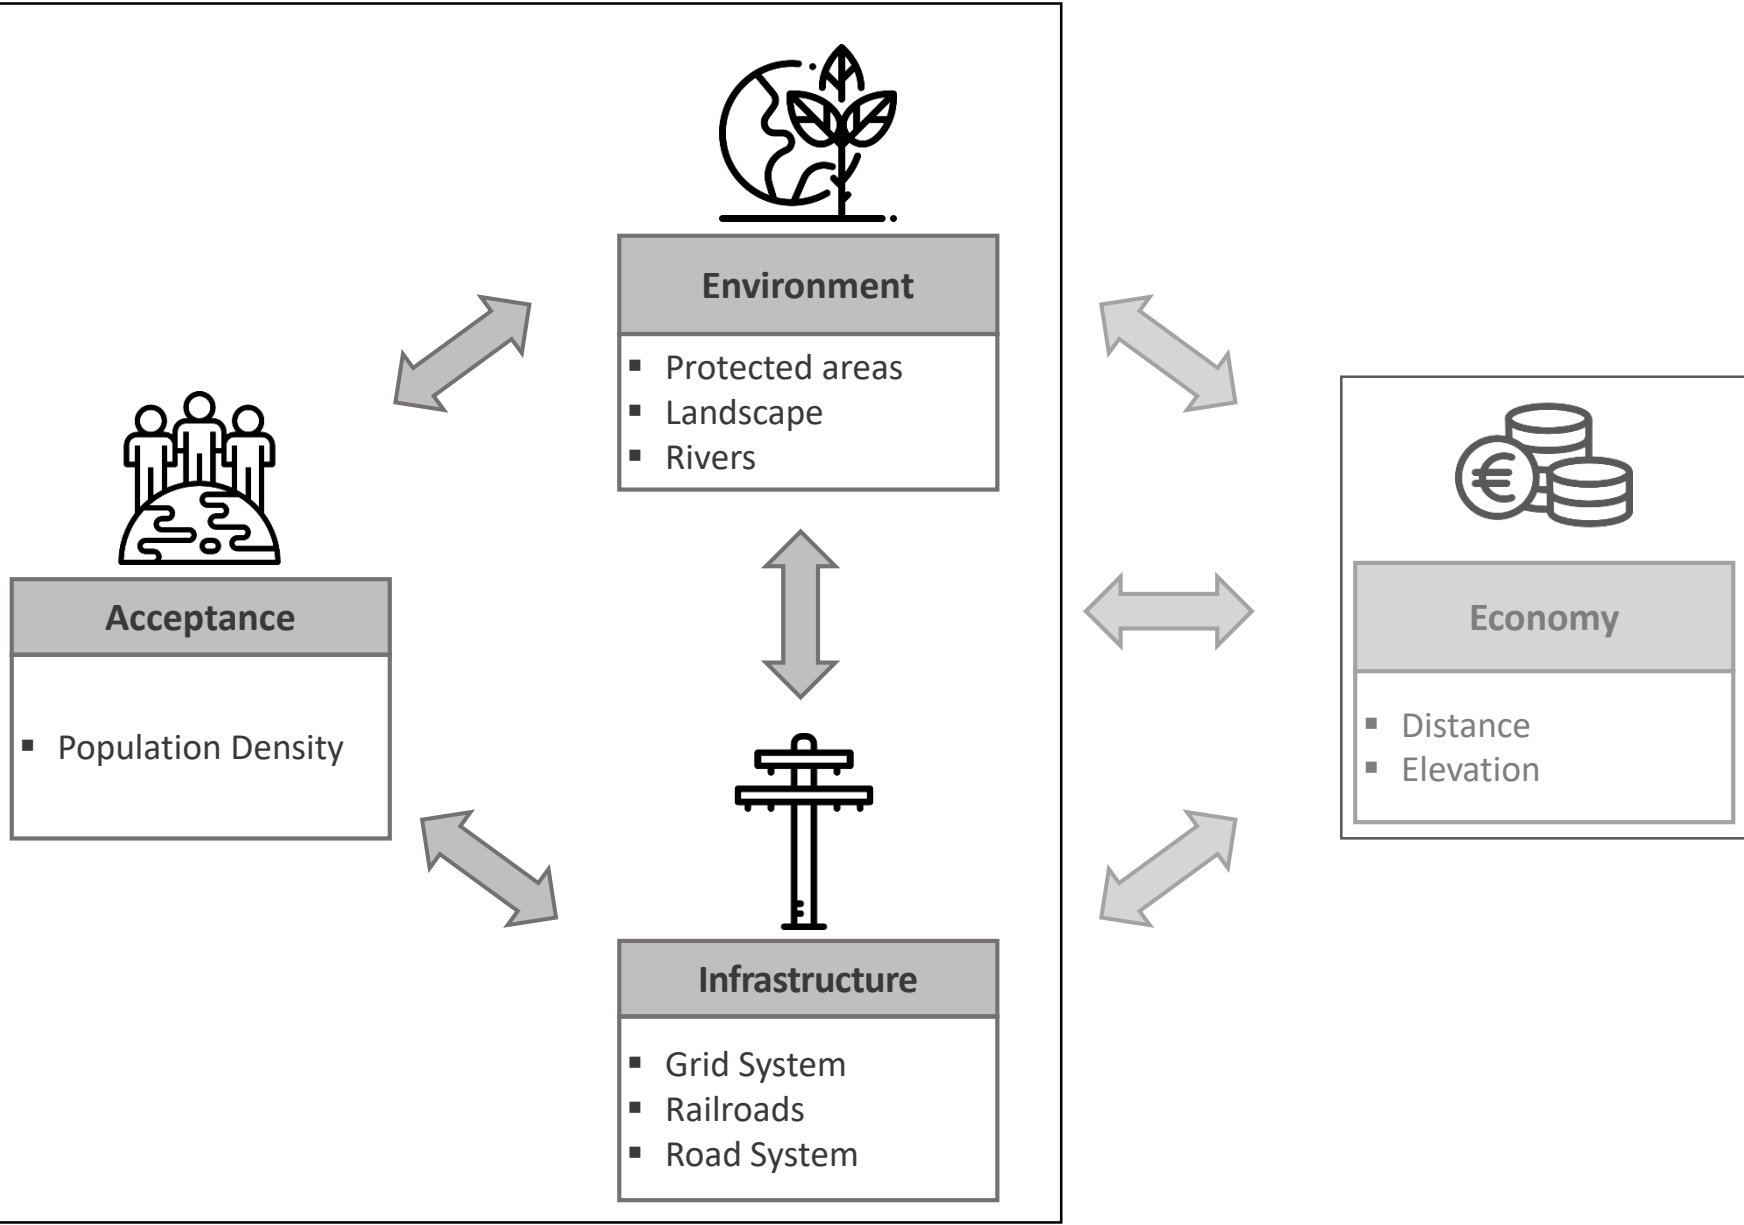 Environment
▪ Protected areas
▪ Landscape
▪ Rivers
Acceptance
▪ Population Density
Infrastructure
▪ Grid System
▪ Railroads
▪ Road System
€
Economy
▪ Distance
▪ Elevation